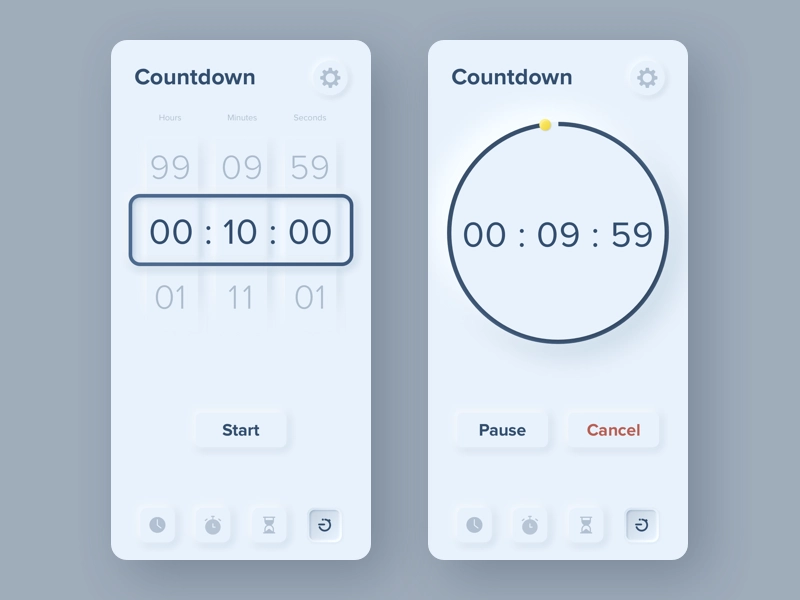 Countdown
Hours Minutes Seconds
99 09 59
00 : 10 : 00
01 11 01
Start
Countdown
00 : 09 : 59
Pause Cancel